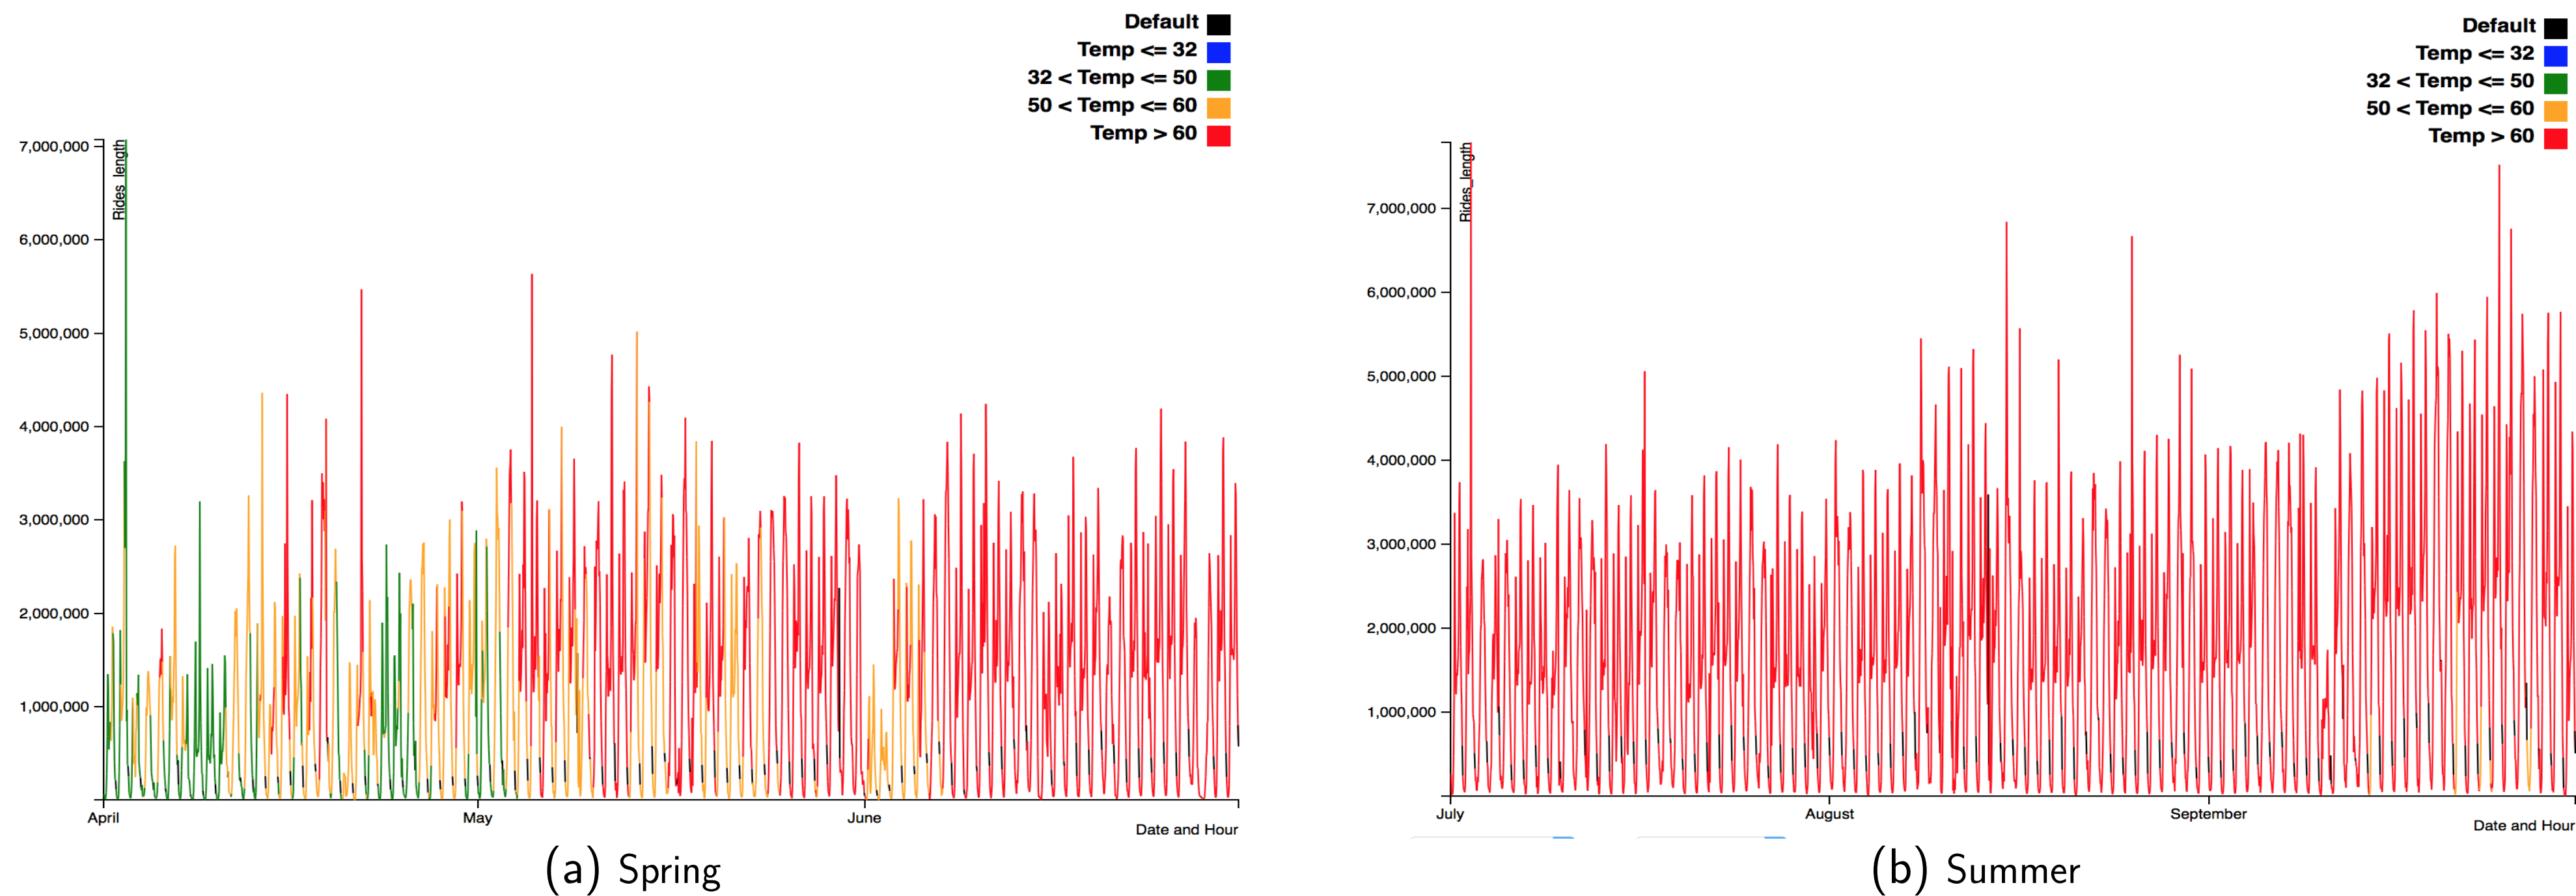 Default
Temp <= 32
32 < Temp <= 50
50 < Temp <= 60
Temp > 60
7,000,000
6,000,000
5,000,000
4,000,000
3,000,000
2,000,000
1,000,000
Rides_length
April
May
June
Date and Hour
(a) Spring
Default
Temp <= 32
32 < Temp <= 50
50 < Temp <= 60
Temp > 60
7,000,000
6,000,000
5,000,000
4,000,000
3,000,000
2,000,000
1,000,000
Rides_length
July
August
September
Date and Hour
(b) Summer